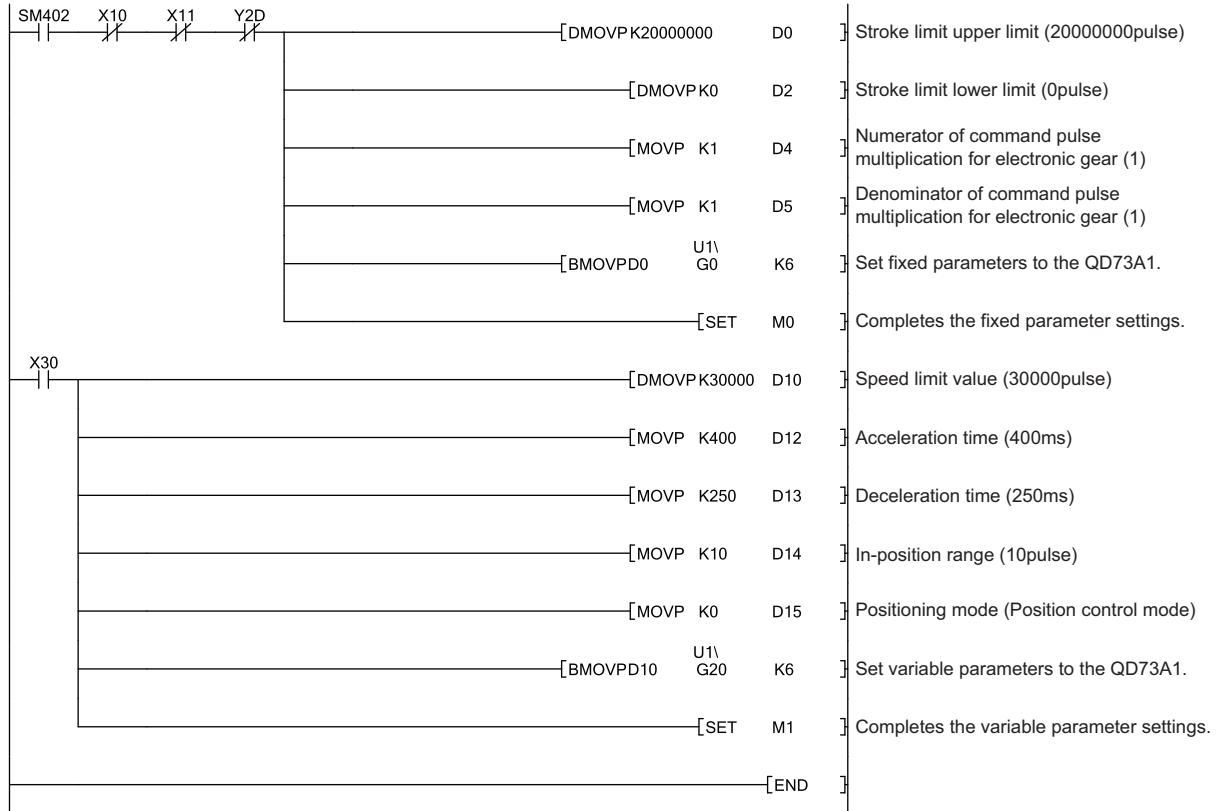 SM402 X10 X11 Y2D
DMOVP K20000000 D0 Stroke limit upper limit (20000000pulse)
DMOVP K0 D2 Stroke limit lower limit (0pulse)
MOVP K1 D4 Numerator of command pulse
multiplication for electronic gear (1)
MOVP K1 D5 Denominator of command pulse
multiplication for electronic gear (1)
U1\
BMOVP D0 G0 K6 Set fixed parameters to the QD73A1.
SET M0 Completes the fixed parameter settings.
X30
DMOVP K30000 D10 Speed limit value (30000pulse)
MOVP K400 D12 Acceleration time (400ms)
MOVP K250 D13 Deceleration time (250ms)
MOVP K10 D14 In-position range (10pulse)
MOVP K0 D15 Positioning mode (Position control mode)
U1\
BMOVP D10 G20 K6 Set variable parameters to the QD73A1.
SET M1 Completes the variable parameter settings.
END